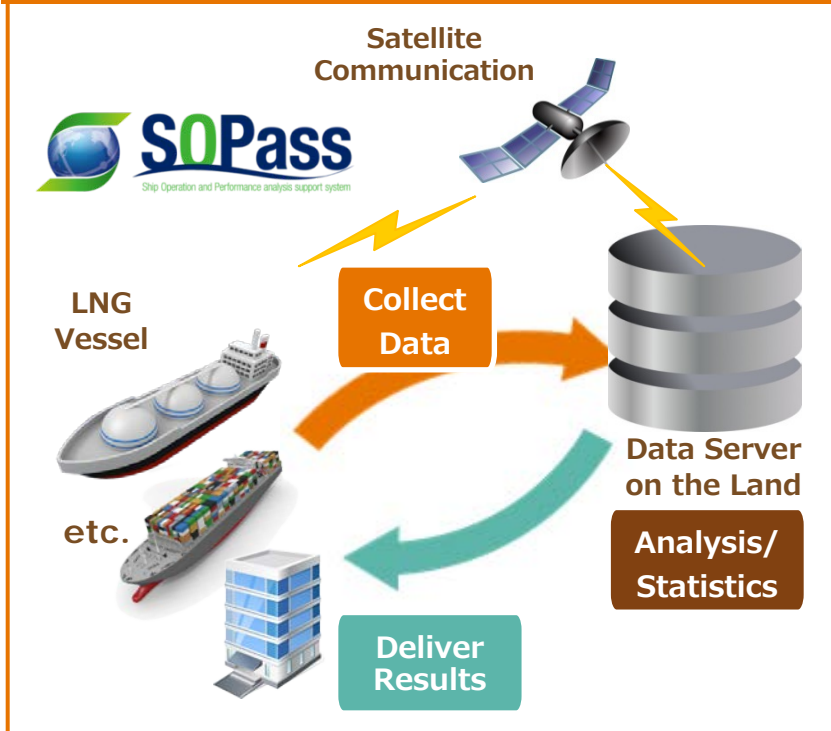 Satellite
Communication
SOPass
Ship Operation and Performance analysis support system
LNG
Vessel
Collect
Data
Data Server
on the Land
etc.
Analysis/
Statistics
Deliver
Results